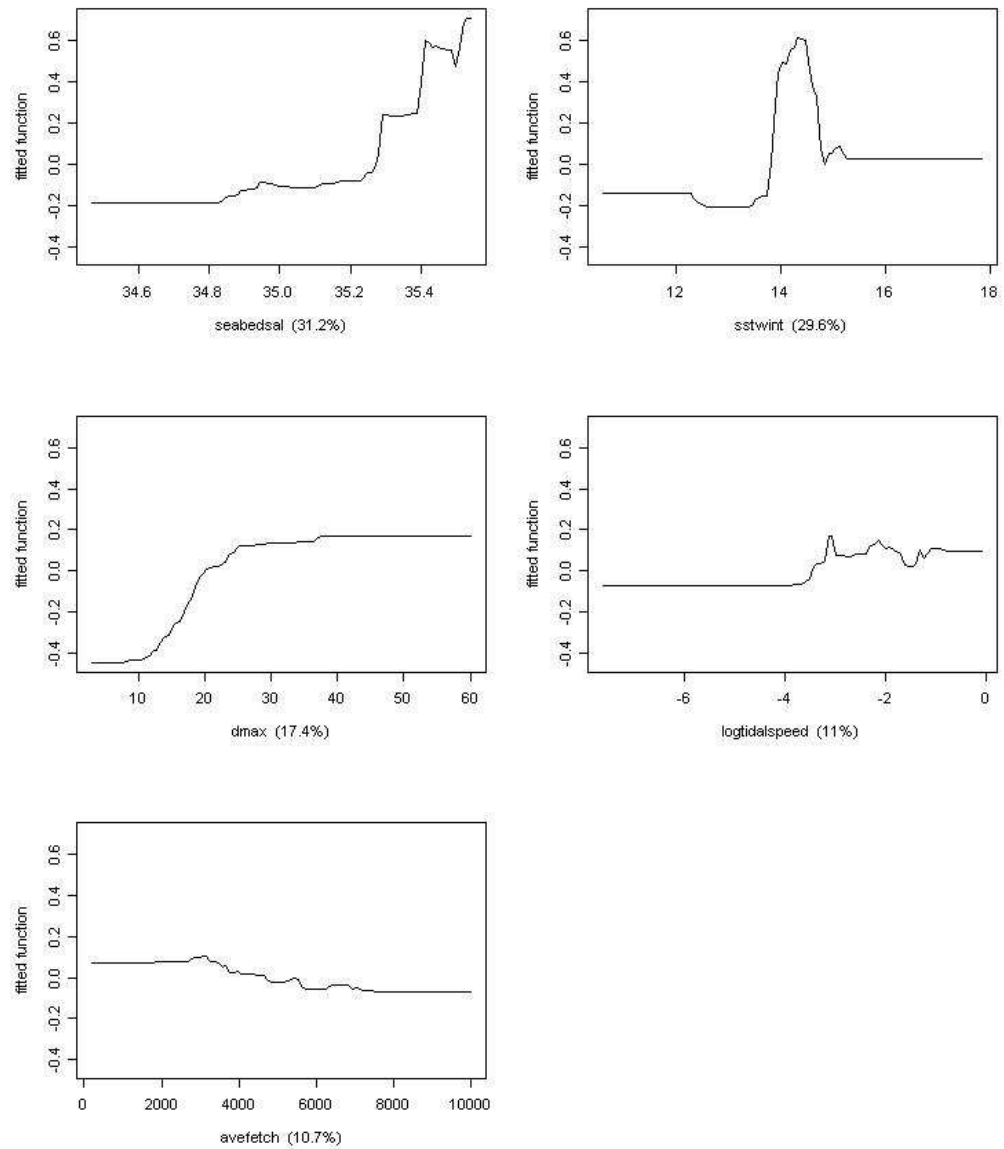 0.6
0.4
0.2
0.0
-0.2
-0.4
fitted function
34.6 34.8 35.0 35.2 35.4
seabedsal (31.2%)
0.6
0.4
0.2
0.0
-0.2
-0.4
fitted function
12 14 16 18
sstwint (29.6%)
0.6
0.4
0.2
0.0
-0.2
-0.4
fitted function
10 20 30 40 50 60
dmax (17.4%)
0.6
0.4
0.2
0.0
-0.2
-0.4
fitted function
-6 -4 -2 0
logtidalspeed (11%)
0.6
0.4
0.2
0.0
-0.2
-0.4
fitted function
0 2000 4000 6000 8000 10000
avefetch (10.7%)